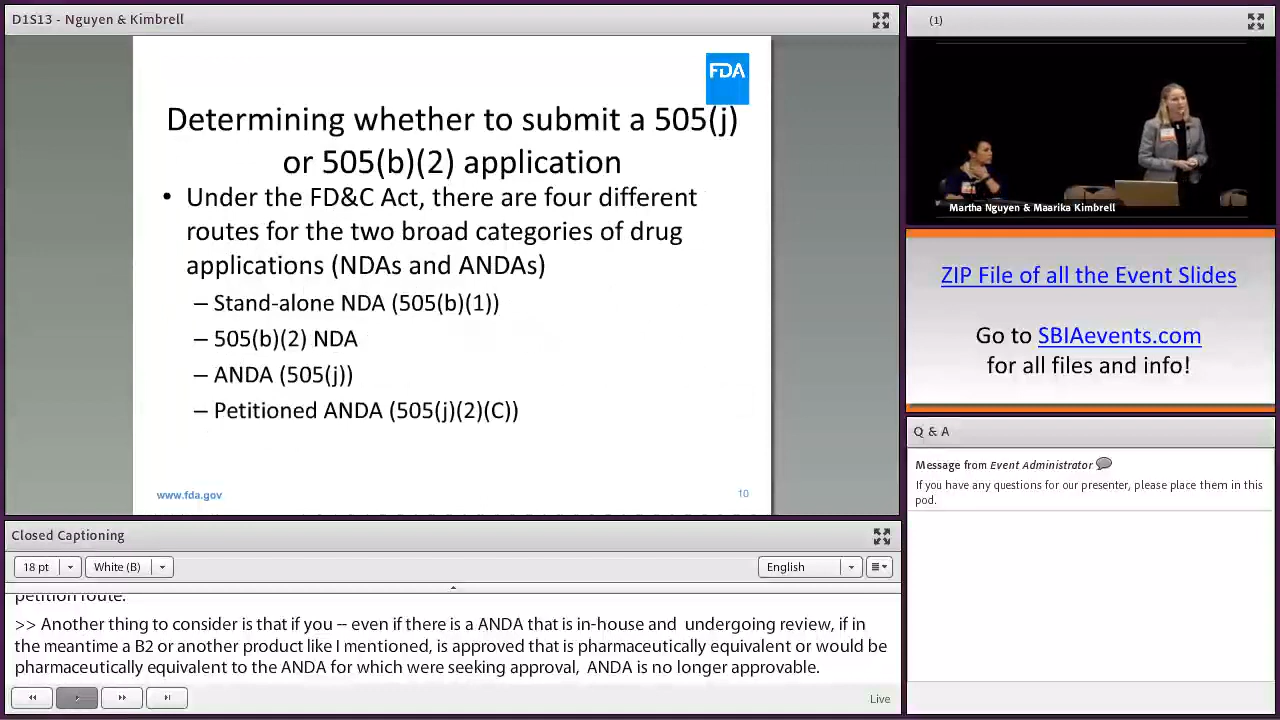 D1S13 - Nguyen & Kimbrell
FDA
Determining whether to submit a 505(j)
or 505(b)(2) application
• Under the FD&C Act, there are four different
routes for the two broad categories of drug
applications (NDAs and ANDAs)
– Stand-alone NDA (505(b)(1))
– 505(b)(2) NDA
– ANDA (505(j))
– Petitioned ANDA (505(j)(2)(C))
www.fda.gov
10
(1)
Martha Nguyen & Maarika Kimbrell
ZIP File of all the Event Slides
Go to SBIAevents.com
for all files and info!
Q & A
Message from Event Administrator
If you have any questions for our presenter, please place them in this
pod.
Closed Captioning
18 pt
White (B)
English
petition route.
>> Another thing to consider is that if you -- even if there is a ANDA that is in-house and undergoing review, if in
the meantime a B2 or another product like I mentioned, is approved that is pharmaceutically equivalent or would be
pharmaceutically equivalent to the ANDA for which were seeking approval, ANDA is no longer approvable.
Live